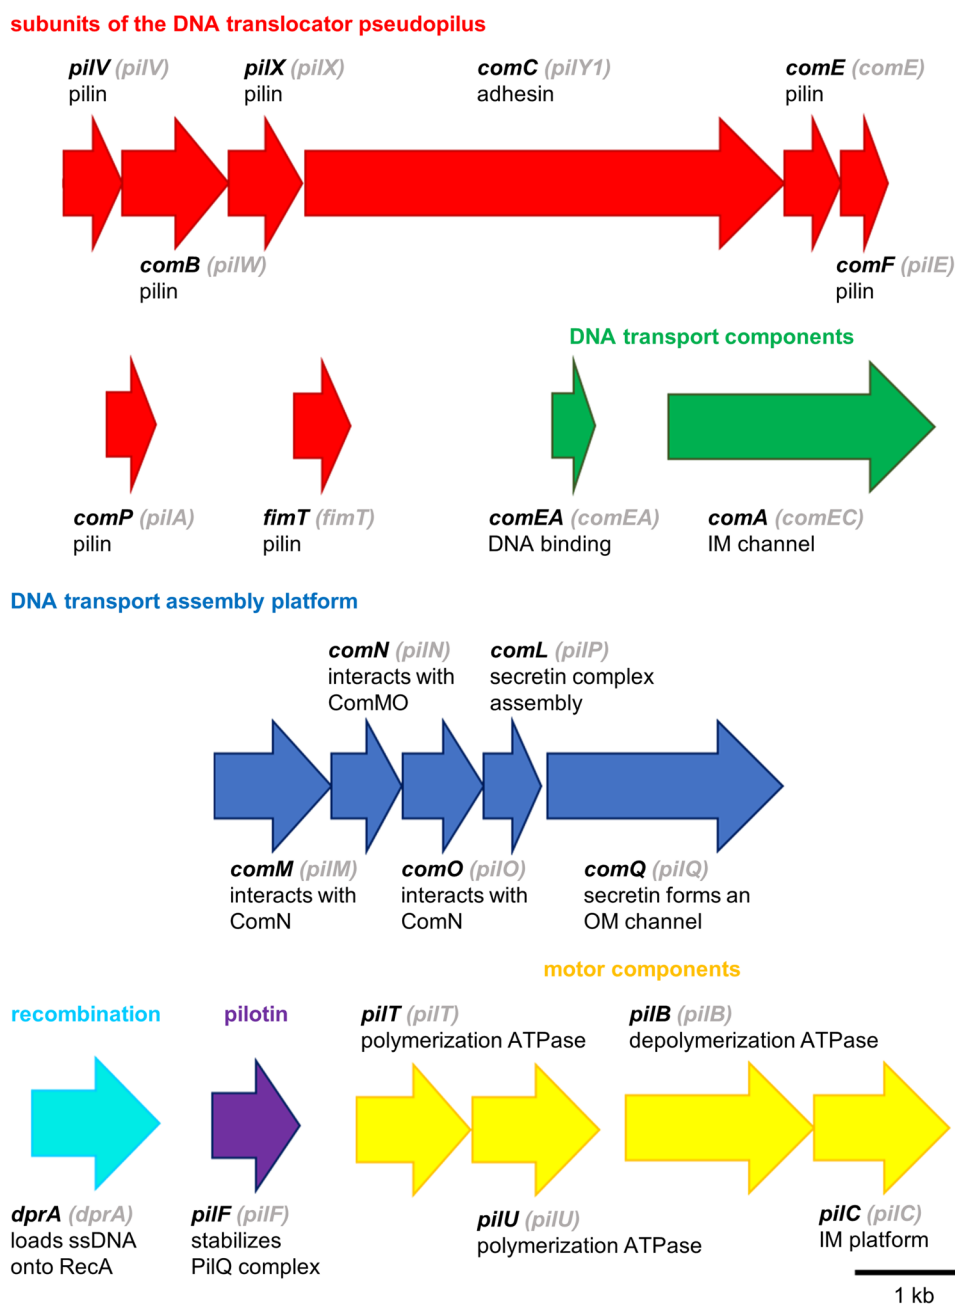 subunits of the DNA translocator pseudopilus
pilV (pilV)
pilin
pilX (pilX)
pilin
comC (pilY1)
adhesin
comE (comE)
pilin
comB (pilW)
pilin
comF (pilE)
pilin
DNA transport components
comP (pilA)
pilin
fimT (fimT)
pilin
comEA (comEA)
DNA binding
comA (comEC)
IM channel
DNA transport assembly platform
comN (pilN)
interacts with
ComMO
comL (pilP)
secretin complex
assembly
comM (pilM)
interacts with
ComN
comO (pilO)
interacts with
ComN
comQ (pilQ)
secretin forms an
OM channel
motor components
recombination
pilotin
pilT (pilT)
polymerization ATPase
pilB (pilB)
depolymerization ATPase
dprA (dprA)
loads ssDNA
onto RecA
pilF (pilF)
stabilizes
PilQ complex
pilU (pilU)
polymerization ATPase
pilC (pilC)
IM platform
1 kb